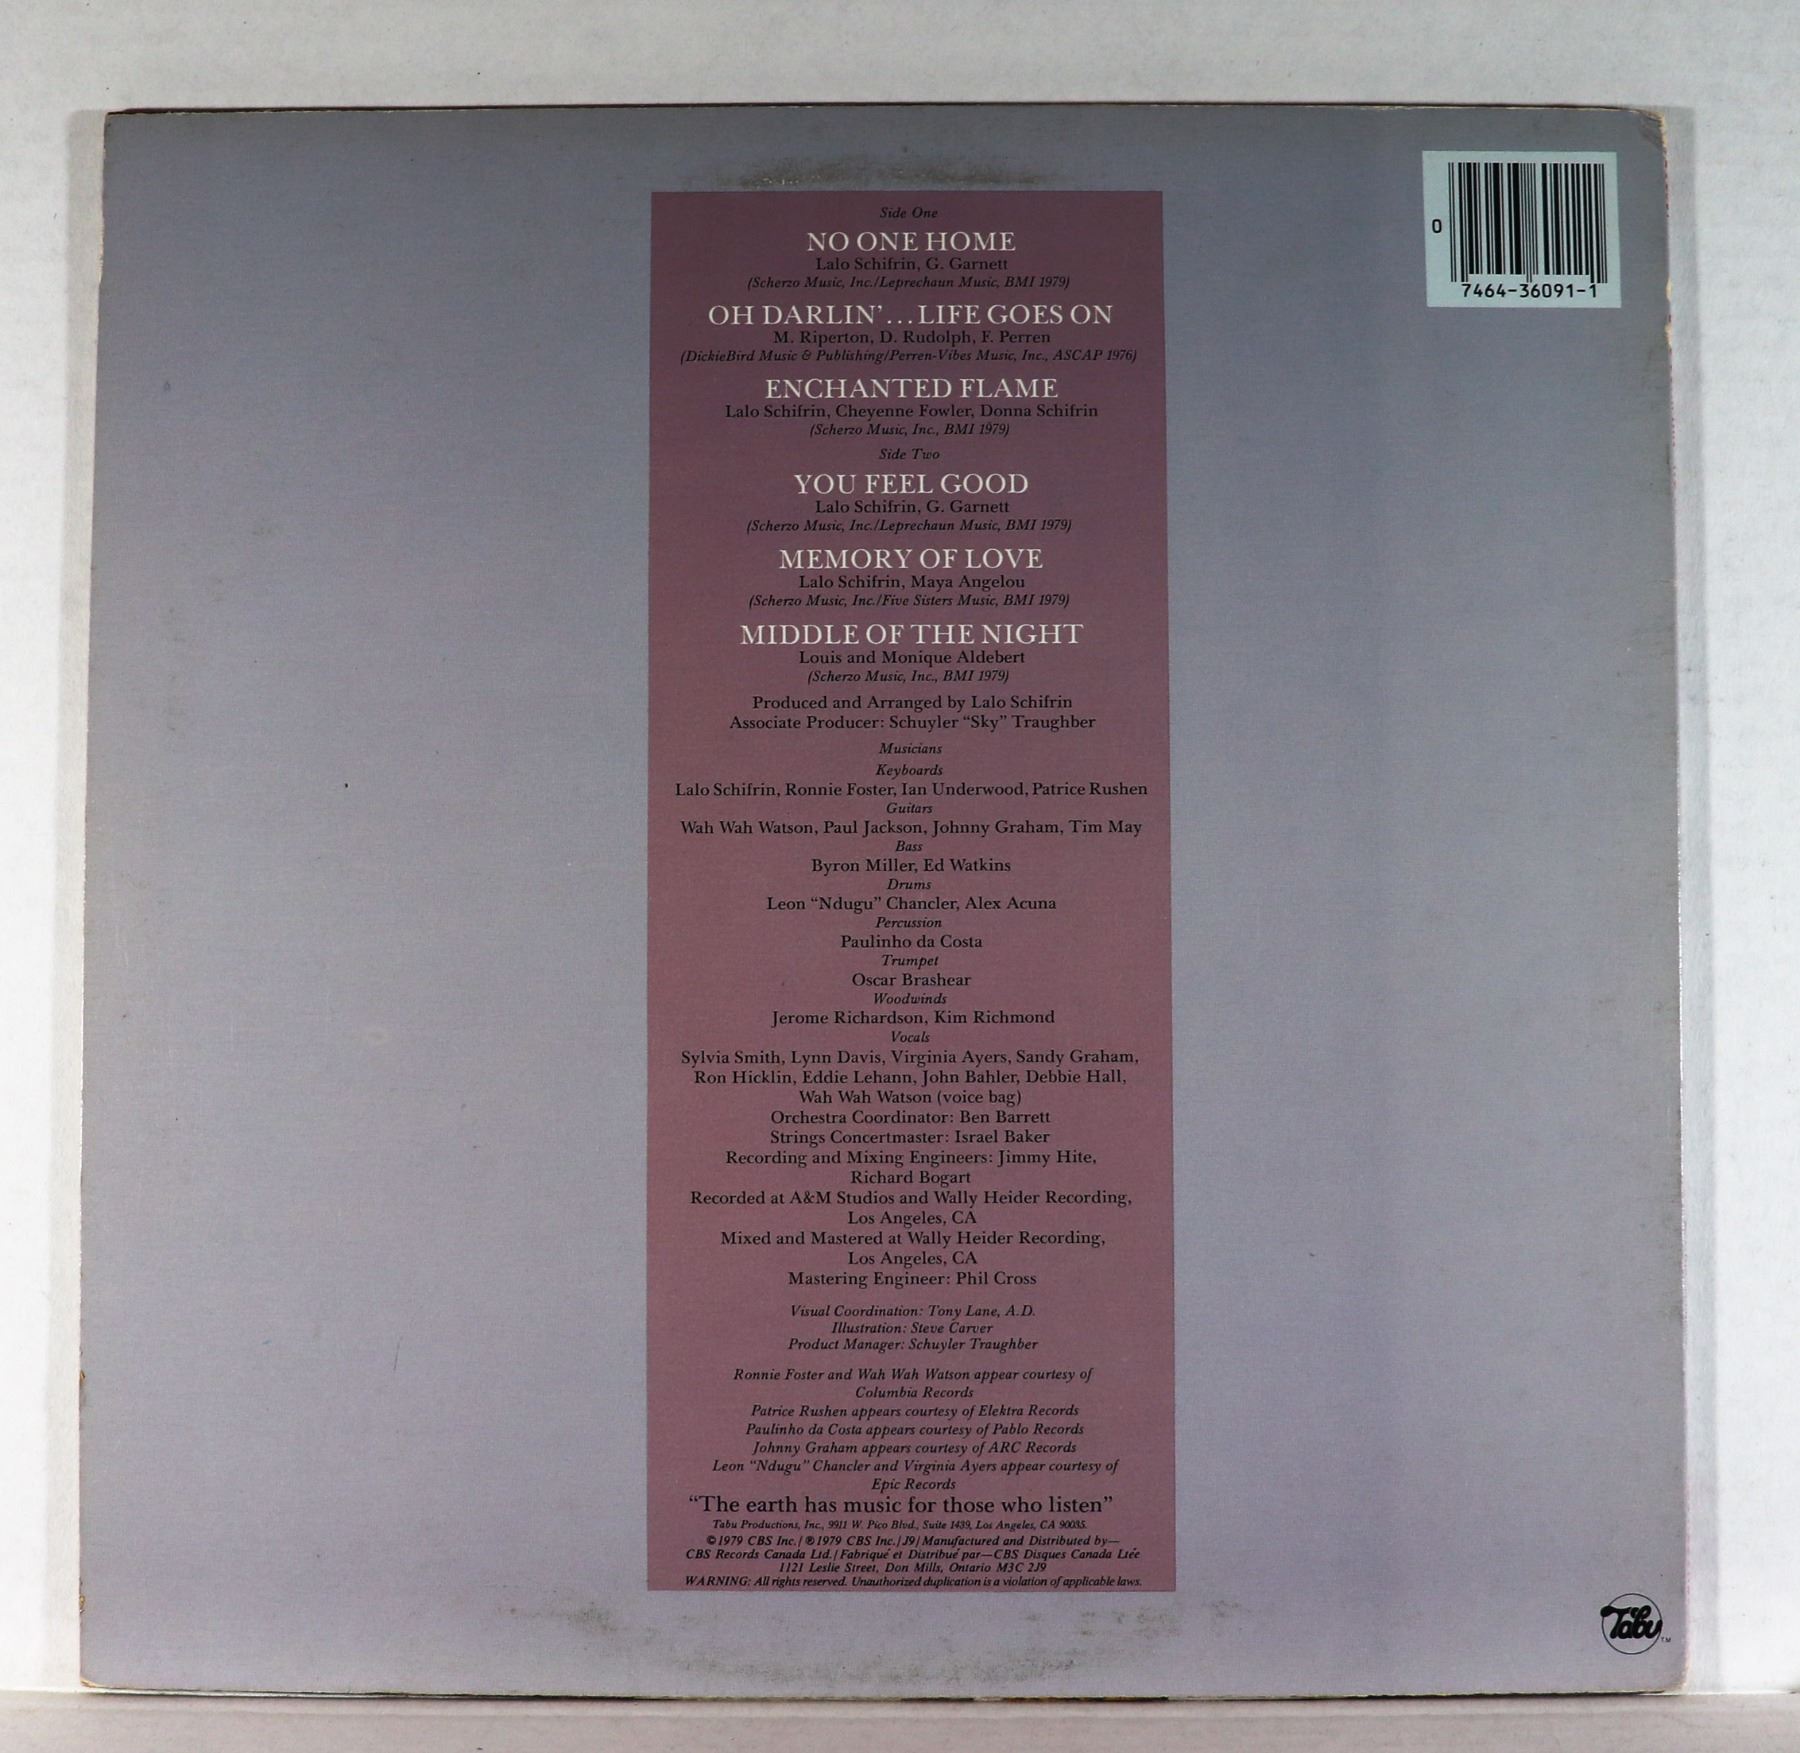 Side One
NO ONE HOME
Lalo Schifrin, G. Garnett
(Scherzo Music, Inc./Leprechaun Music, BMI 1979)
OH DARLIN’...LIFE GOES ON
M. Riperton, D. Rudolph, F. Perren
(DickieBird Music & Publishing/Perren-Vibes Music, Inc., ASCAP 1976)
ENCHANTED FLAME
Lalo Schifrin, Cheyenne Fowler, Donna Schifrin
(Scherzo Music, Inc., BMI 1979)
Side Two
YOU FEEL GOOD
Lalo Schifrin, G. Garnett
(Scherzo Music, Inc./Leprechaun Music, BMI 1979)
MEMORY OF LOVE
Lalo Schifrin, Maya Angelou
(Scherzo Music, Inc./Five Sisters Music, BMI 1979)
MIDDLE OF THE NIGHT
Louis and Monique Aldebert
(Scherzo Music, Inc., BMI 1979)
Produced and Arranged by Lalo Schifrin
Associate Producer: Schuyler “Sky” Traughber
Musicians
Keyboards
Lalo Schifrin, Ronnie Foster, Ian Underwood, Patrice Rushen
Guitars
Wah Wah Watson, Paul Jackson, Johnny Graham, Tim May
Bass
Byron Miller, Ed Watkins
Drums
Leon “Ndugu” Chancler, Alex Acuna
Percussion
Paulinho da Costa
Trumpet
Oscar Brashear
Woodwinds
Jerome Richardson, Kim Richmond
Vocals
Sylvia Smith, Lynn Davis, Virginia Ayers, Sandy Graham,
Ron Hicklin, Eddie Lehann, John Bahler, Debbie Hall,
Wah Wah Watson (voice bag)
Orchestra Coordinator: Ben Barrett
Strings Concertmaster: Israel Baker
Recording and Mixing Engineers: Jimmy Hite,
Richard Bogart
Recorded at A&M Studios and Wally Heider Recording,
Los Angeles, CA
Mixed and Mastered at Wally Heider Recording,
Los Angeles, CA
Mastering Engineer: Phil Cross
Visual Coordination: Tony Lane, A.D.
Illustration: Steve Carver
Product Manager: Schuyler Traughber
Ronnie Foster and Wah Wah Watson appear courtesy of
Columbia Records
Patrice Rushen appears courtesy of Elektra Records
Paulinho da Costa appears courtesy of Pablo Records
Johnny Graham appears courtesy of ARC Records
Leon “Ndugu” Chancler and Virginia Ayers appear courtesy of
Epic Records
“The earth has music for those who listen”
Tabu Productions, Inc., 9911 W. Pico Blvd., Suite 1439, Los Angeles, CA 90035.
©1979 CBS Inc./℗1979 CBS Inc./J9/Manufactured and Distributed by—
CBS Records Canada Ltd./Fabriqué et Distribué par—CBS Disques Canada Ltée
1121 Leslie Street, Don Mills, Ontario M3C 2J9
WARNING: All rights reserved. Unauthorized duplication is a violation of applicable laws.
0
7464-36091-1
Tabu
TM